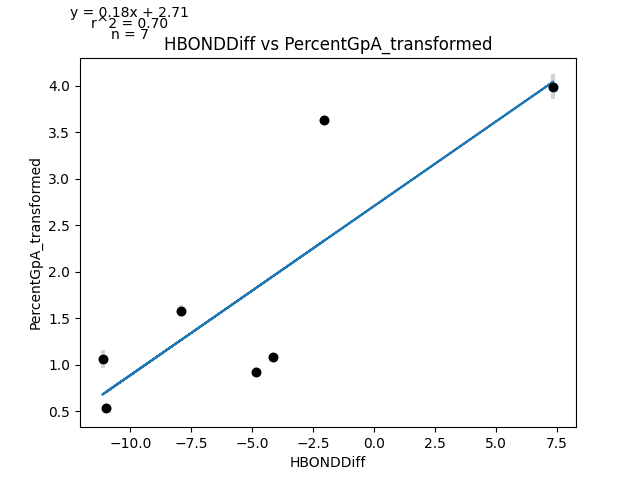 y = 0.18x + 2.71
r^2 = 0.70
n = 7
HBONDDiff vs PercentGpA_transformed
PercentGpA_transformed
4.0
3.5
3.0
2.5
2.0
1.5
1.0
0.5
−10.0 −7.5 −5.0 −2.5 0.0 2.5 5.0 7.5
HBONDDiff